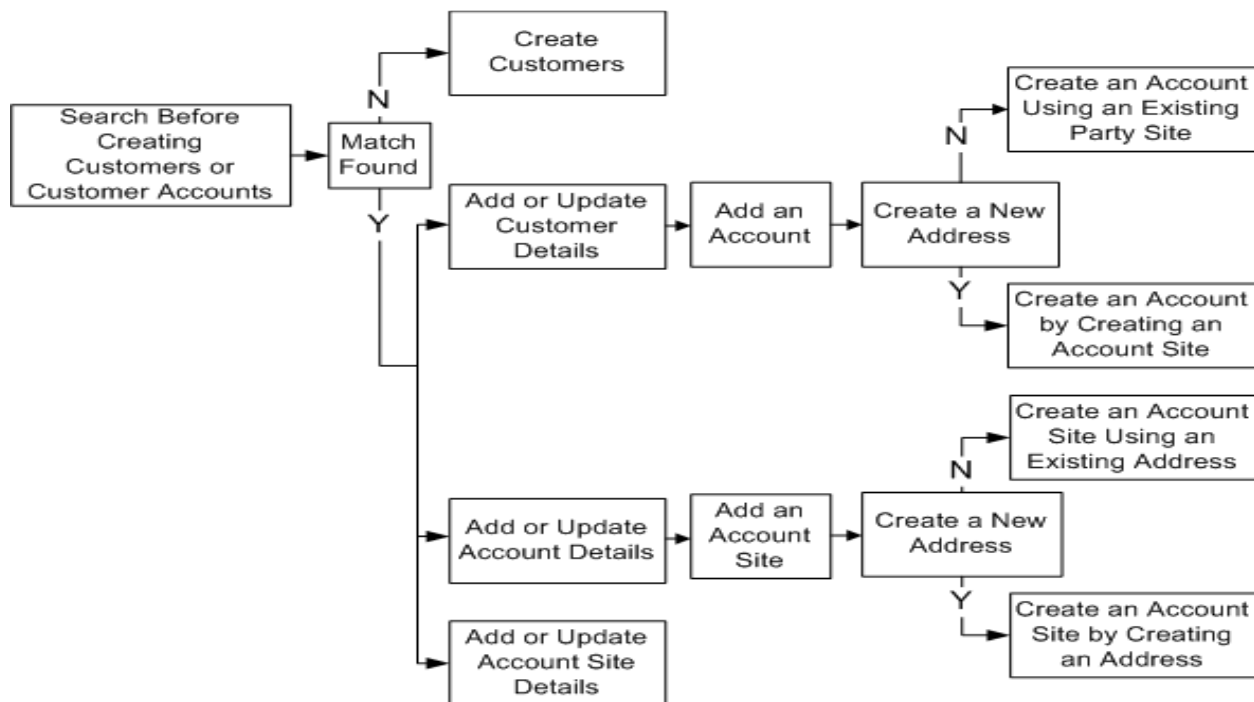 Create
Customers
N
Search Before
Creating
Customers or
Customer Accounts
Match
Found
Y
Add or Update
Customer
Details
Add an
Account
Create a New
Address
N
Create an Account
Using an Existing
Party Site
Y
Create an Account
by Creating an
Account Site
Add or Update
Account Details
Add an
Account
Site
Create a New
Address
N
Create an Account
Site Using an
Existing Address
Y
Create an Account
Site by Creating
an Address
Add or Update
Account Site
Details